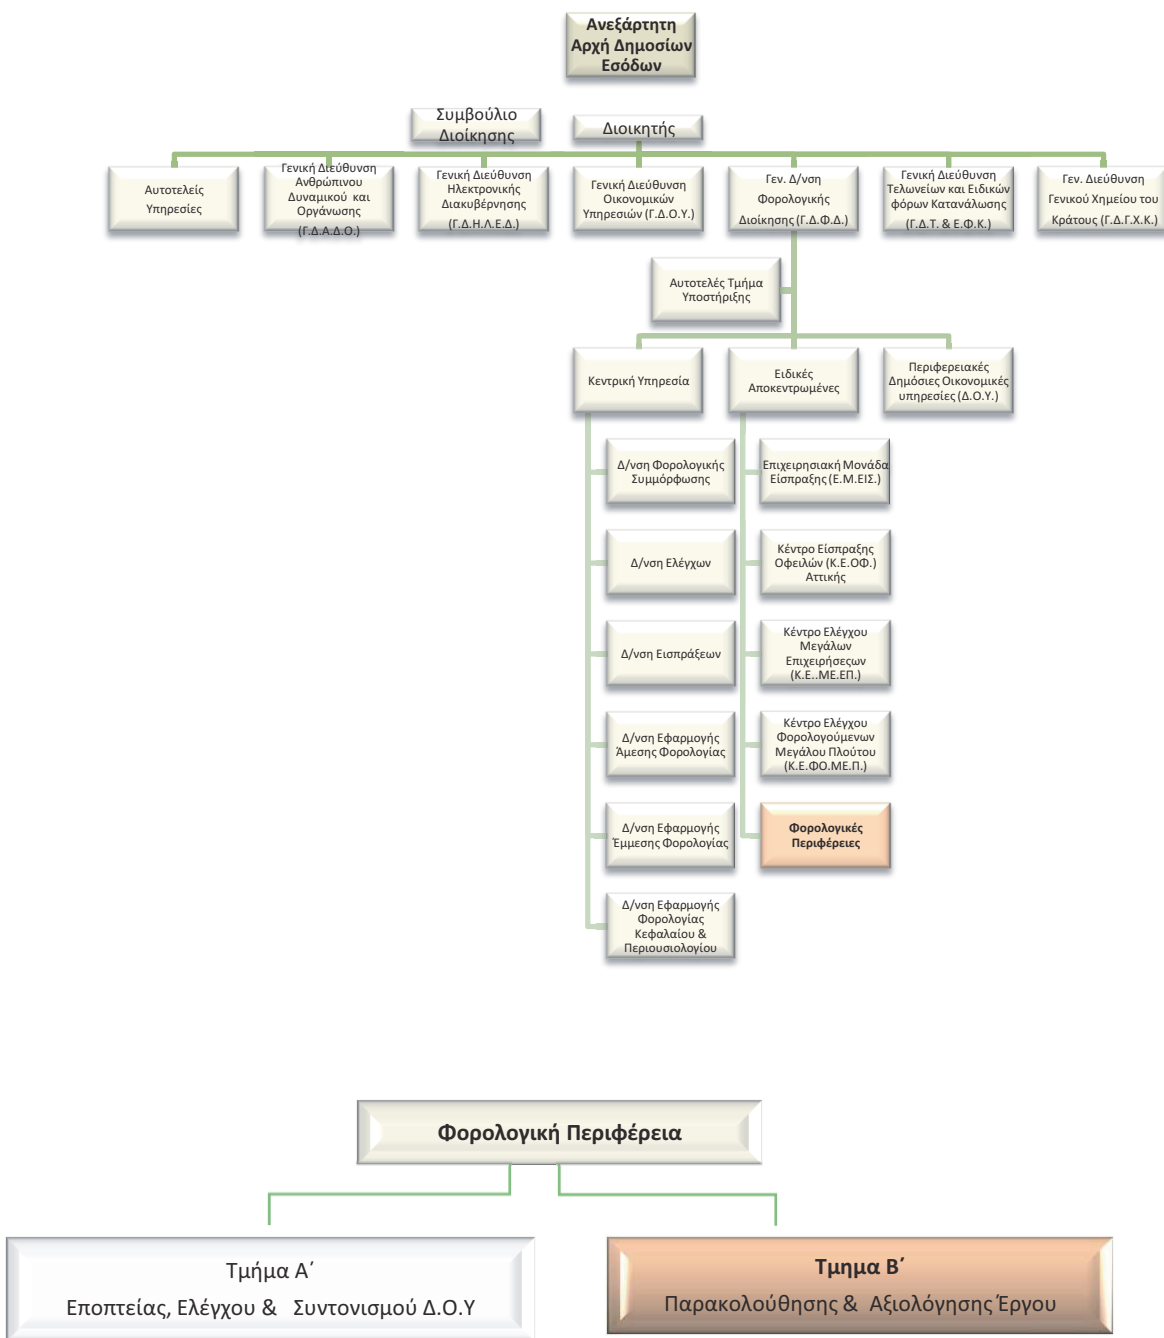 Ανεξάρτητη
Αρχή Δημοσίων
Εσόδων
Συμβούλιο
Διοίκησης
Διοικητής
Αυτοτελείς
Υπηρεσίες
Γενική Διεύθυνση
Ανθρώπινου
Δυναμικού και
Οργάνωσης
(Γ.Δ.Α.Δ.Ο.)
Γενική Διεύθυνση
Ηλεκτρονικής
Διακυβέρνησης
(Γ.Δ.Η.Λ.Ε.Δ.)
Γενική Διεύθυνση
Οικονομικών
Υπηρεσιών (Γ.Δ.Ο.Υ.)
Γεν. Δ/νση
Φορολογικής
Διοίκησης (Γ.Δ.Φ.Δ.)
Γενική Διεύθυνση
Τελωνείων και Ειδικών
φόρων Κατανάλωσης
(Γ.Δ.Τ. & Ε.Φ.Κ.)
Γεν. Διεύθυνση
Γενικού Χημείου του
Κράτους (Γ.Δ.Γ.Χ.Κ.)
Αυτοτελές Τμήμα
Υποστήριξης
Κεντρική Υπηρεσία
Ειδικές
Αποκεντρωμένες
Περιφερειακές
Δημόσιες Οικονομικές
υπηρεσίες (Δ.Ο.Υ.)
Δ/νση Φορολογικής
Συμμόρφωσης
Δ/νση Ελέγχων
Δ/νση Εισπράξεων
Δ/νση Εφαρμογής
Άμεσης Φορολογίας
Δ/νση Εφαρμογής
Έμμεσης Φορολογίας
Δ/νση Εφαρμογής
Φορολογίας
Κεφαλαίου &
Περιουσιολογίου
Επιχειρησιακή Μονάδα
Είσπραξης (Ε.Μ.ΕΙΣ.)
Κέντρο Είσπραξης
Οφειλών (Κ.Ε.ΟΦ.)
Αττικής
Κέντρο Ελέγχου
Μεγάλων
Επιχειρήσεςων
(Κ.Ε..ΜΕ.ΕΠ.)
Κέντρο Ελέγχου
Φορολογούμενων
Μεγάλου Πλούτου
(Κ.Ε.ΦΟ.ΜΕ.Π.)
Φορολογικές
Περιφέρειες
Φορολογική Περιφέρεια
Τμήμα Α΄
Εποπτείας, Ελέγχου & Συντονισμού Δ.Ο.Υ
Τμημα Β΄
Παρακολούθησης & Αξιολόγησης Έργου